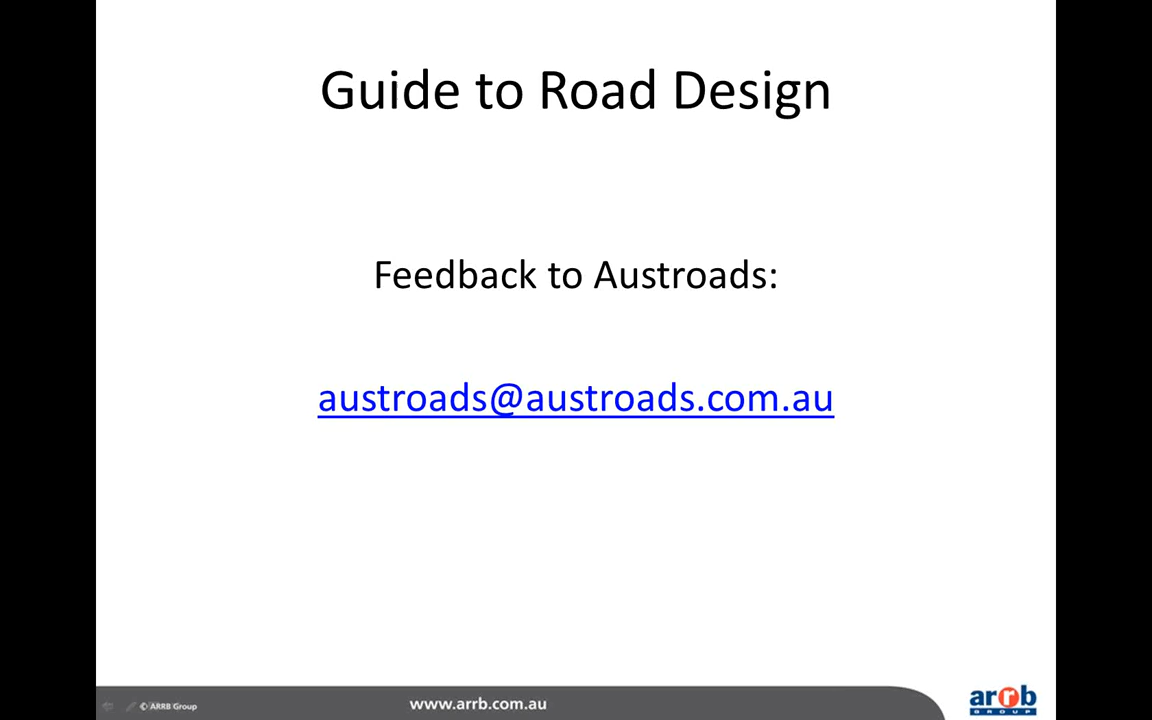 Guide to Road Design
Feedback to Austroads:
austroads@austroads.com.au
© ARRB Group
www.arrb.com.au
arrb
GROUP